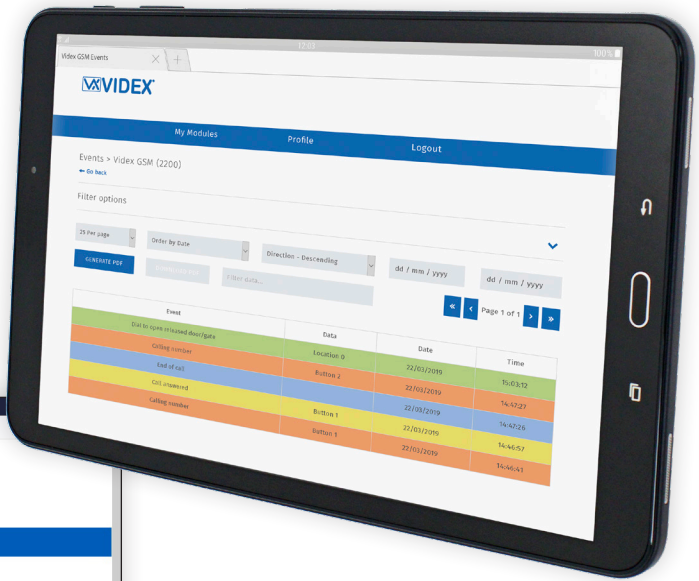 12:03
100%
Videx GSM Events
VIDEX
My Modules Profile Logout
Events > Videx GSM (2200)
Go back
Filter options
25 Per page Order by Date Direction - Descending dd / mm / yyyy dd / mm / yyyy
GENERATE PDF DOWNLOAD PDF Filter data... « ‹ Page 1 of 1 › »
Event Data Date Time
Dial to open released door/gate Location 0 22/03/2019 15:03:12
Calling number Button 2 22/03/2019 14:47:27
End of call 22/03/2019 14:47:26
Call answered Button 1 22/03/2019 14:46:57
Calling number Button 1 22/03/2019 14:46:41